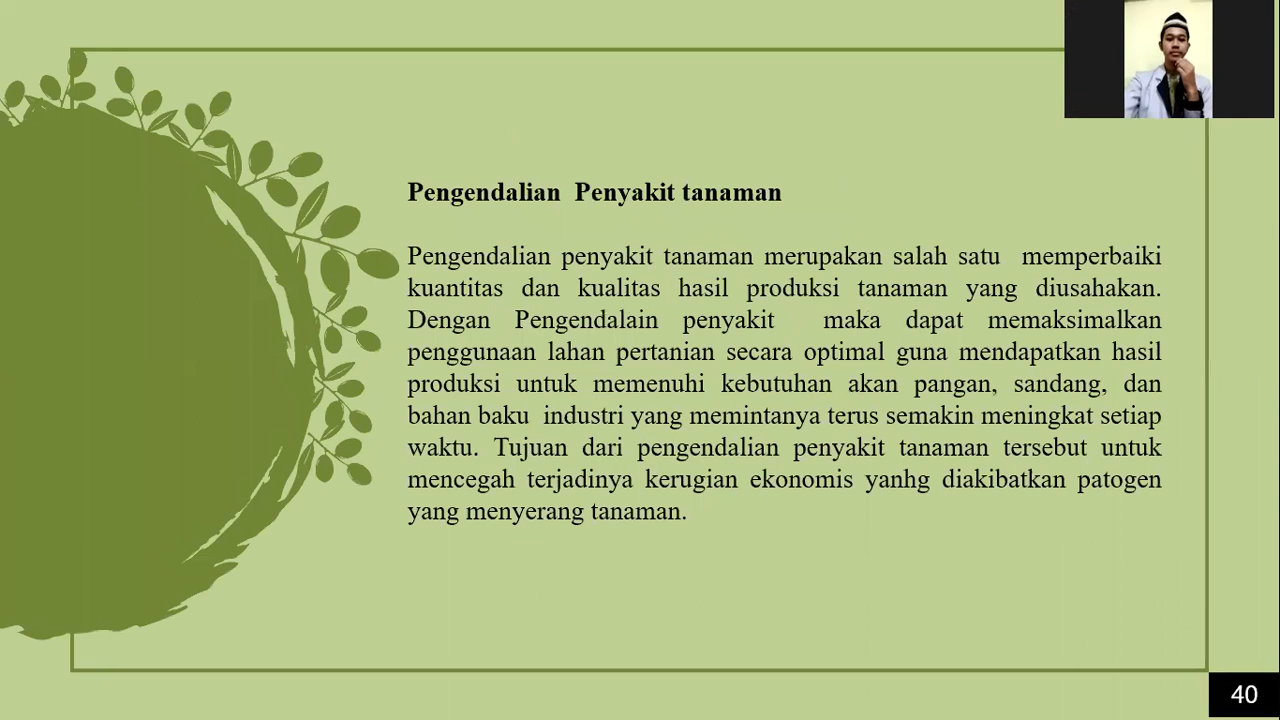 Pengendalian  Penyakit tanaman
Pengendalian penyakit tanaman merupakan salah satu  memperbaiki
kuantitas dan kualitas hasil produksi tanaman yang diusahakan.
Dengan Pengendalain penyakit  maka dapat memaksimalkan
penggunaan lahan pertanian secara optimal guna mendapatkan hasil
produksi untuk memenuhi kebutuhan akan pangan, sandang, dan
bahan baku  industri yang memintanya terus semakin meningkat setiap
waktu. Tujuan dari pengendalian penyakit tanaman tersebut untuk
mencegah terjadinya kerugian ekonomis yanhg diakibatkan patogen
yang menyerang tanaman.
40